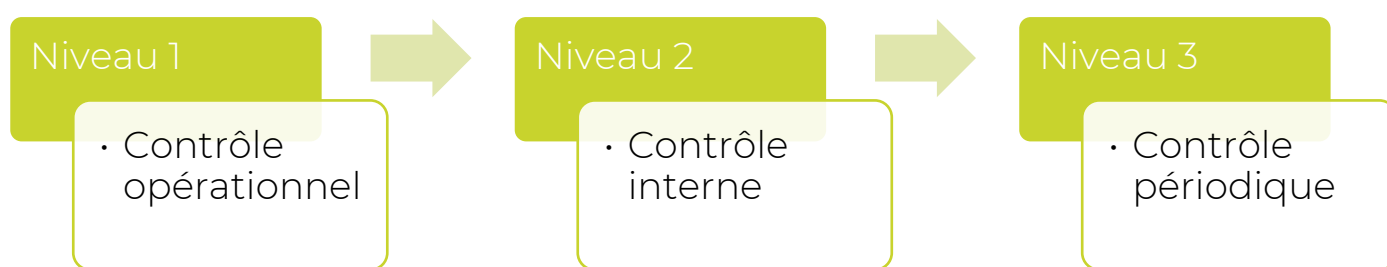 Niveau 1
· Contrôle
opérationnel
Niveau 2
· Contrôle
interne
Niveau 3
· Contrôle
périodique